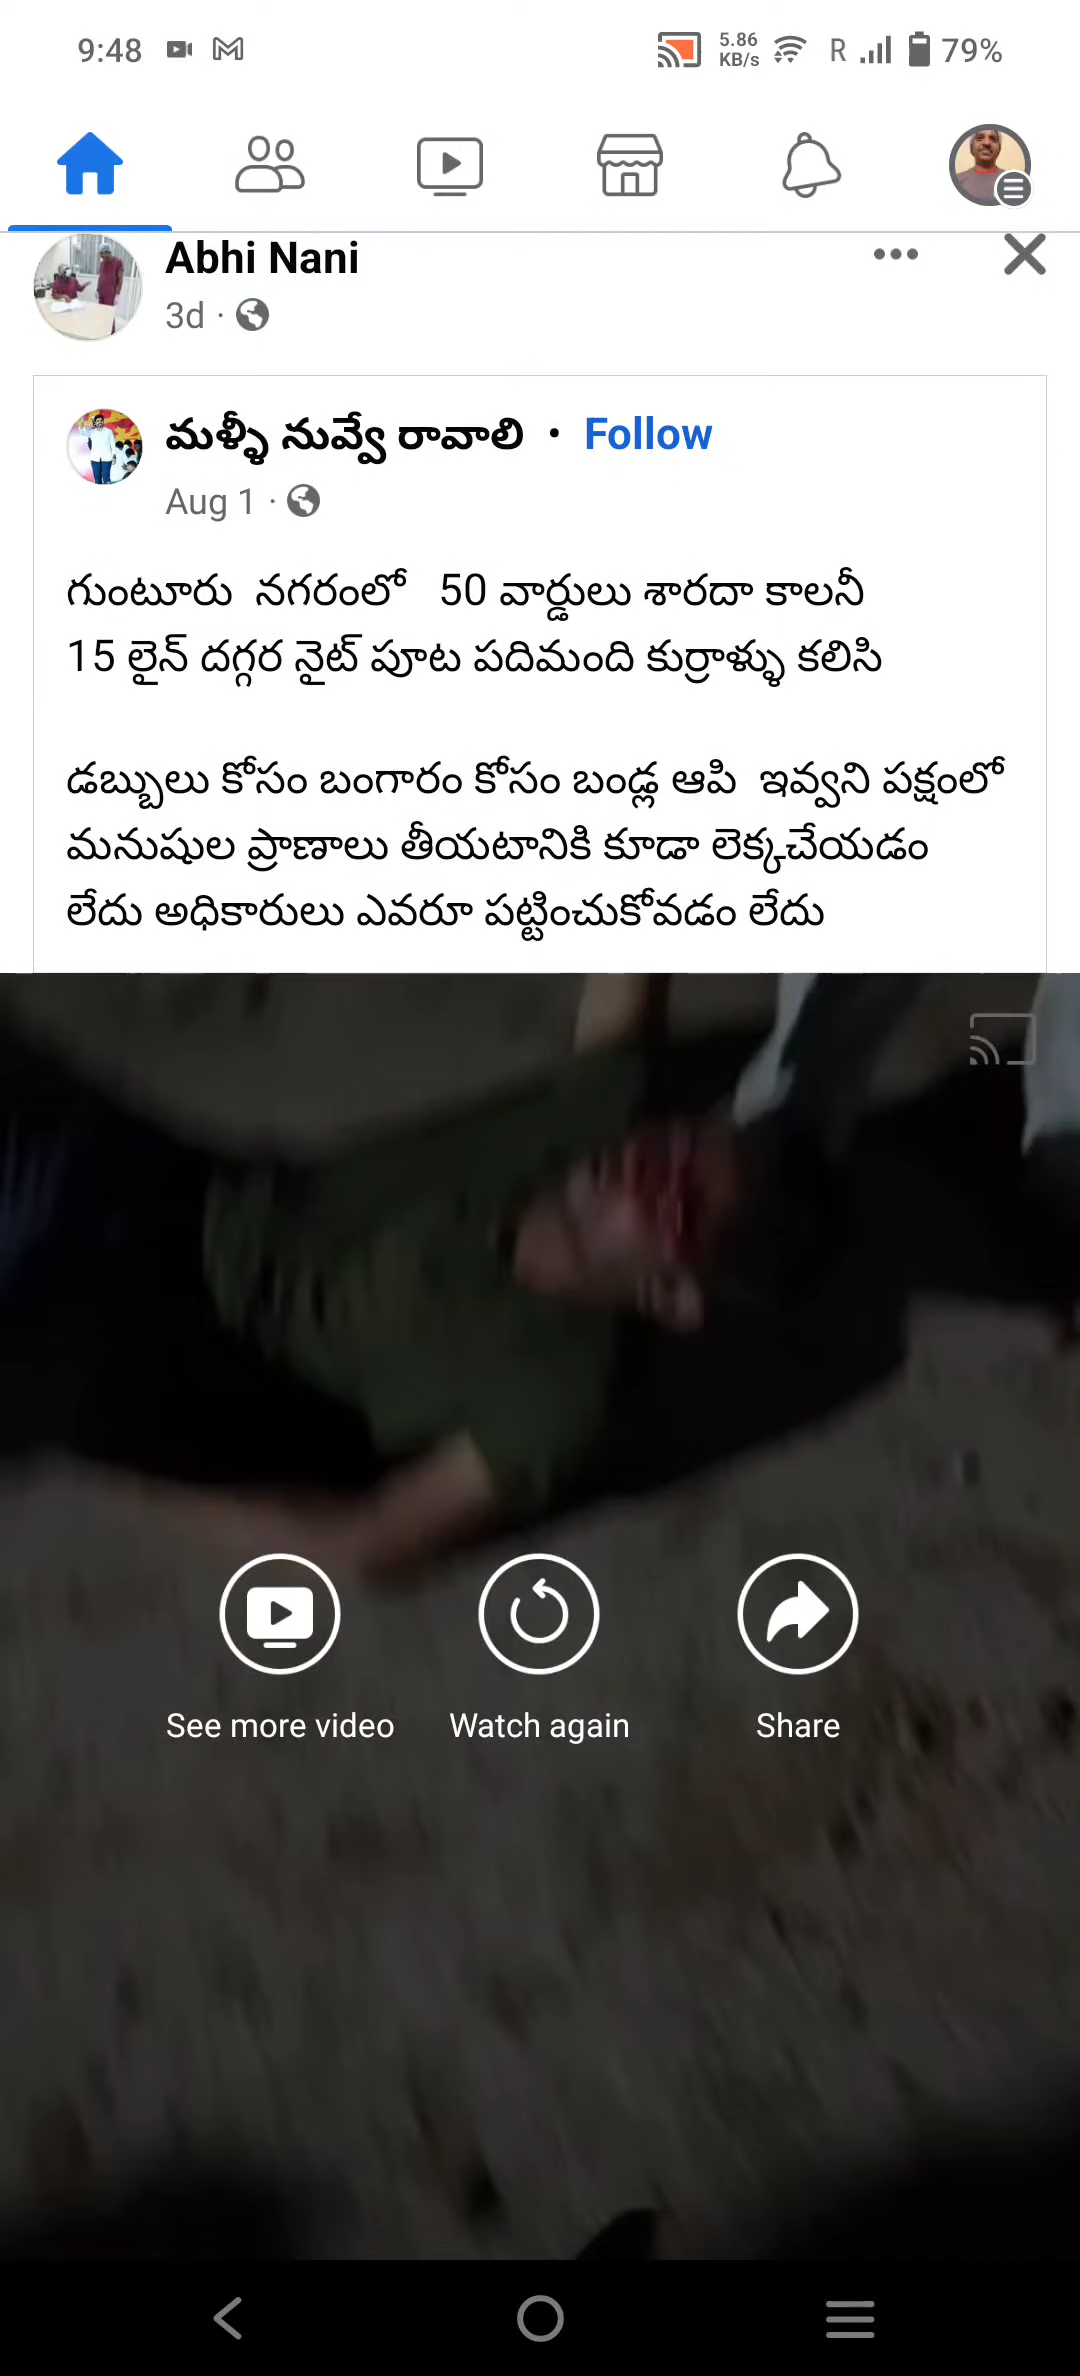 9:48
5.86
KB/s
R
79%
Abhi Nani
3d ·
మళ్ళీ నువ్వే రావాలి • Follow
Aug 1 ·
గుంటూరు నగరంలో 50 వార్డులు శారదా కాలనీ
15 లైన్ దగ్గర నైట్ పూట పదిమంది కుర్రాళ్ళు కలిసి
డబ్బులు కోసం బంగారం కోసం బండ్ల ఆపి ఇవ్వని పక్షంలో
మనుషుల ప్రాణాలు తీయటానికి కూడా లెక్కచేయడం
లేదు అధికారులు ఎవరూ పట్టించుకోవడం లేదు
See more video
Watch again
Share